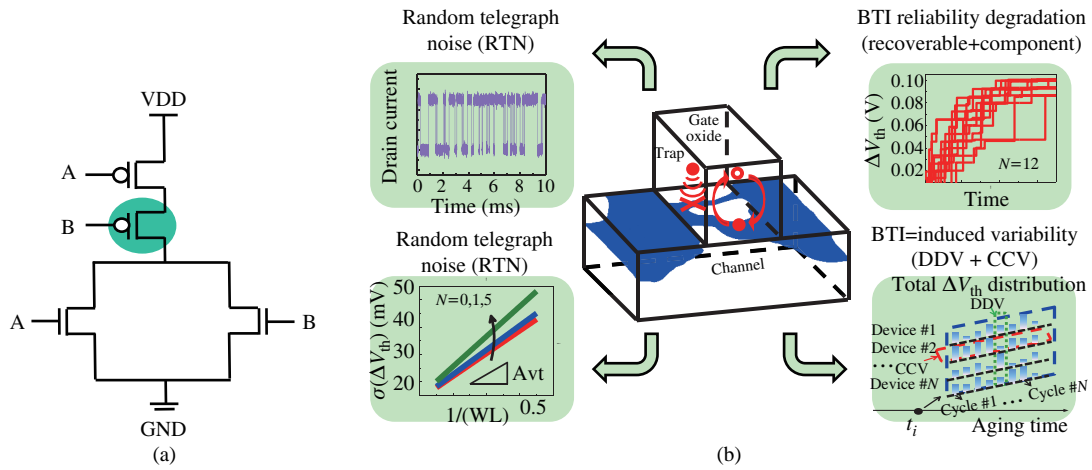 VDD
A
B
A
B
GND
(a)
Random telegraph
noise (RTN)
Drain current
0 2 4 6 8 10
Time (ms)
Random telegraph
noise (RTN)
σ(ΔVth) (mV)
50
40
30
20
N=0,1,5
Avt
0.5
1/(WL)
Gate
oxide
Trap
Channel
(b)
BTI reliability degradation
(recoverable+component)
ΔVth (V)
0.10
0.08
0.06
0.04
0.02
N=12
Time
BTI=induced variability
(DDV + CCV)
Total ΔVth distribution
DDV
Device #1
Device #2
···CCV
Device #N
Cycle #1 ··· Cycle #N
ti
Aging time